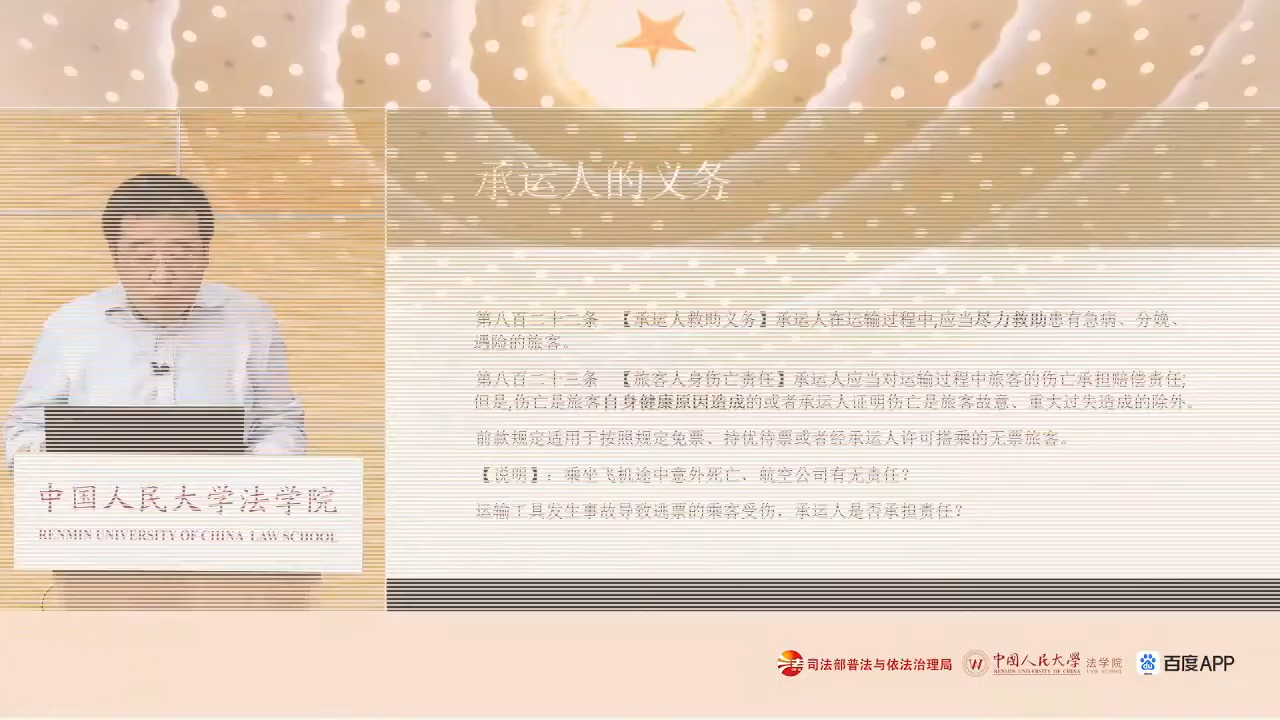 承运人的义务
第八百二十二条 【承运人救助义务】承运人在运输过程中,应当尽力救助患有急病、分娩、
遇险的旅客。
第八百二十三条 【旅客人身伤亡责任】承运人应当对运输过程中旅客的伤亡承担赔偿责任;
但是,伤亡是旅客自身健康原因造成的或者承运人证明伤亡是旅客故意、重大过失造成的除外。
前款规定适用于按照规定免票、持优待票或者经承运人许可搭乘的无票旅客。
【说明】：乘坐飞机途中意外死亡，航空公司有无责任？
运输工具发生事故导致逃票的乘客受伤，承运人是否承担责任？
中国人民大学法学院
RENMIN UNIVERSITY OF CHINA LAW SCHOOL
司法部普法与依法治理局
中国人民大学 法学院
RENMIN UNIVERSITY OF CHINA LAW SCHOOL
百度APP